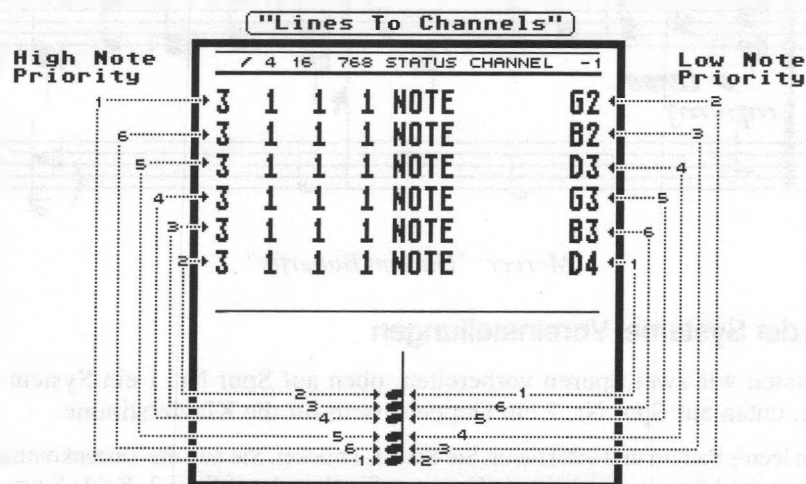 "Lines To Channels"
High Note Low Note
Priority Priority
/ 4 16 768 STATUS CHANNEL -1
1 3 1 1 1 NOTE G2 2
6 3 1 1 1 NOTE B2 3
5 3 1 1 1 NOTE D3 4
4 3 1 1 1 NOTE G3 5
3 3 1 1 1 NOTE B3 6
2 3 1 1 1 NOTE D4 1
2 1
3 6
4 5
5 4
6 3
1 2